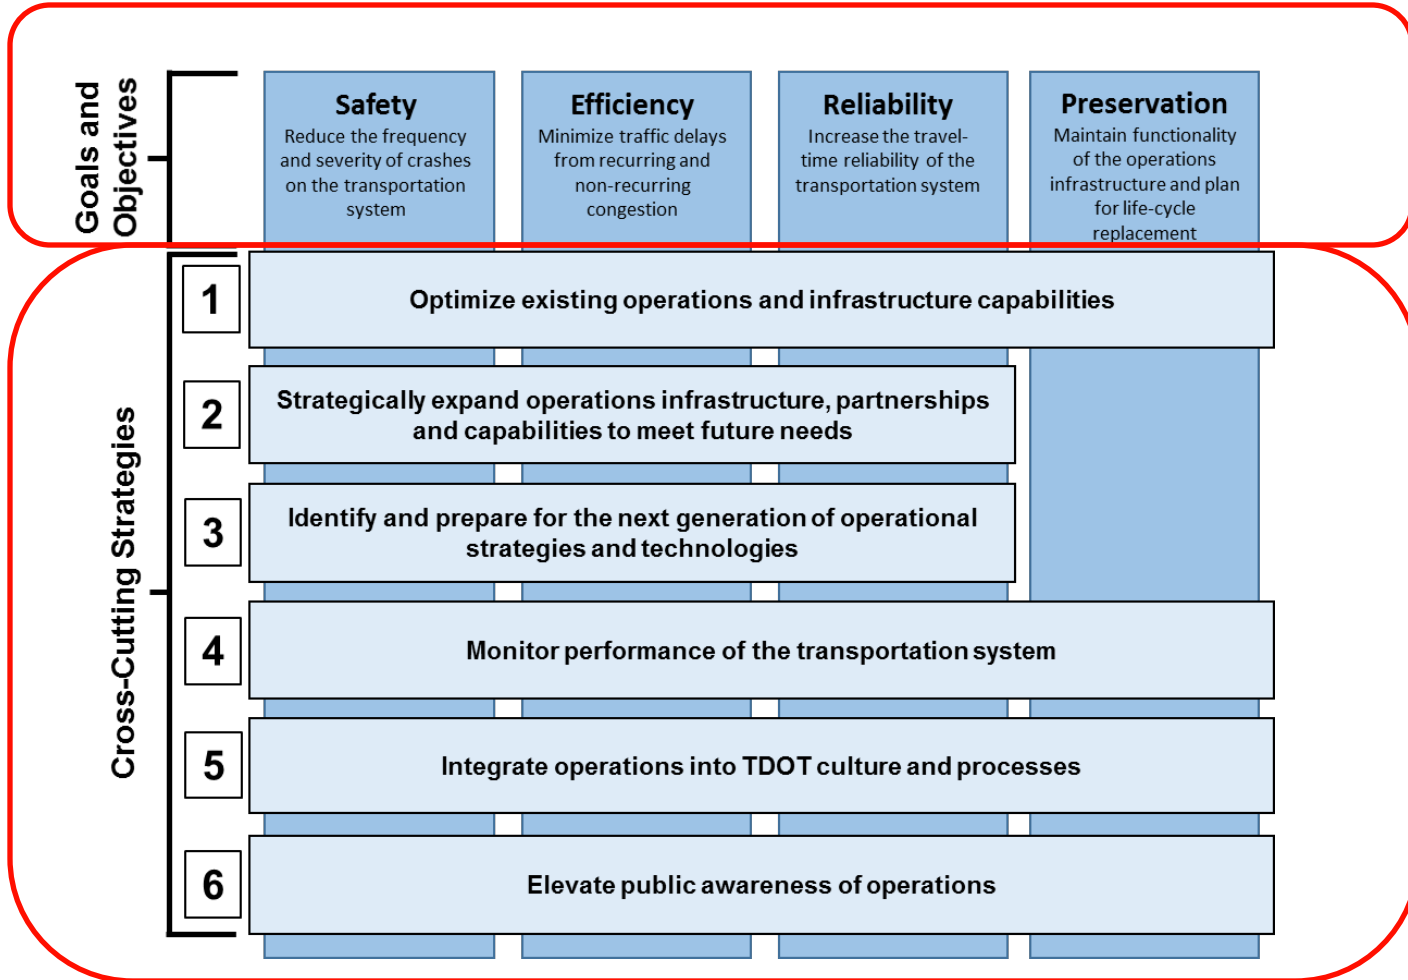 Goals and
Objectives
Safety
Reduce the frequency
and severity of crashes
on the transportation
system
Efficiency
Minimize traffic delays
from recurring and
non-recurring
congestion
Reliability
Increase the travel-
time reliability of the
transportation system
Preservation
Maintain functionality
of the operations
infrastructure and plan
for life-cycle
replacement
Cross-Cutting Strategies
1
Optimize existing operations and infrastructure capabilities
2
Strategically expand operations infrastructure, partnerships
and capabilities to meet future needs
3
Identify and prepare for the next generation of operational
strategies and technologies
4
Monitor performance of the transportation system
5
Integrate operations into TDOT culture and processes
6
Elevate public awareness of operations